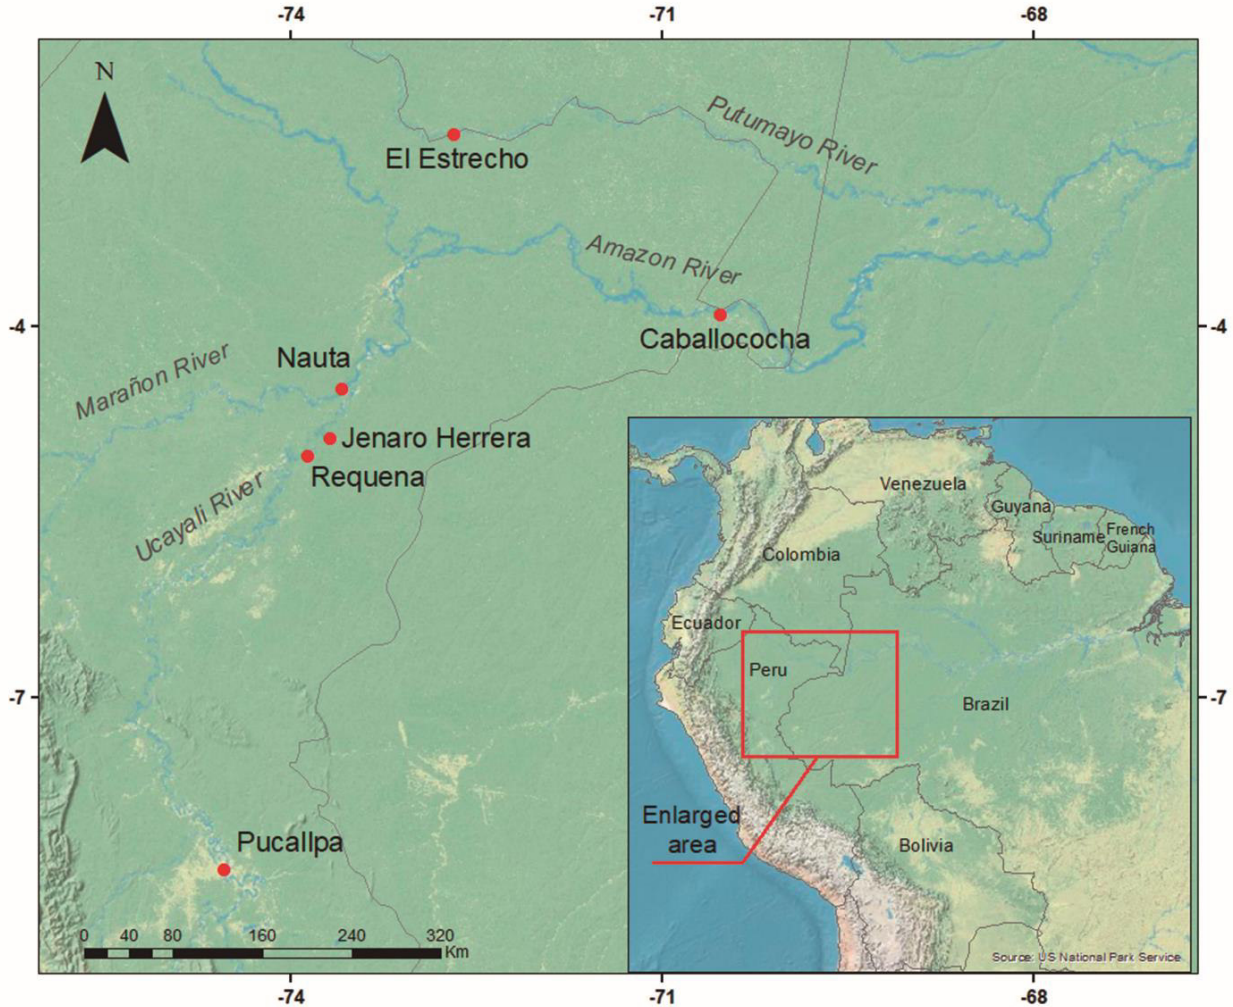 -74
-71
-68
N
Putumayo River
El Estrecho
Amazon River
-4
-4
Caballococha
Nauta
Marañon River
Jenaro Herrera
Requena
Ucayali River
Venezuela
Guyana
Suriname
French
Guiana
Colombia
Ecuador
Peru
-7
-7
Brazil
Enlarged
area
Pucallpa
Bolivia
0 40 80 160 240 320
Km
Source: US National Park Service
-74
-71
-68